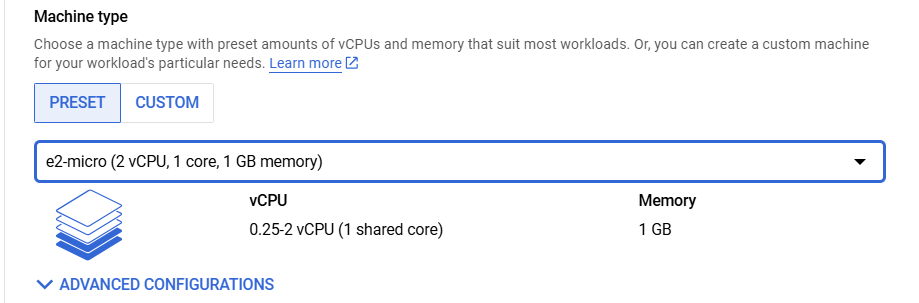 Machine type
Choose a machine type with preset amounts of vCPUs and memory that suit most workloads. Or, you can create a custom machine
for your workload's particular needs. Learn more
PRESET CUSTOM
e2-micro (2 vCPU, 1 core, 1 GB memory)
vCPU Memory
0.25-2 vCPU (1 shared core) 1 GB
ADVANCED CONFIGURATIONS